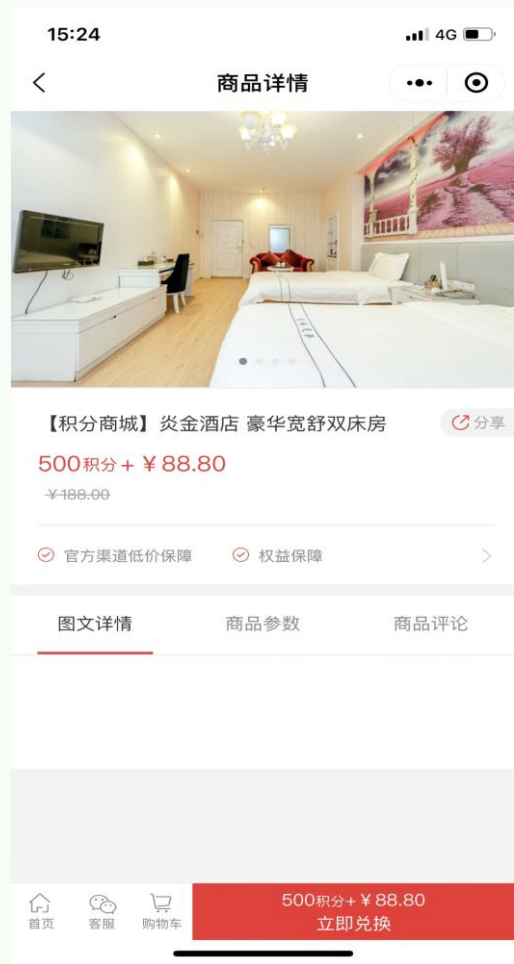 15:24
4G
商品详情
【积分商城】炎金酒店 豪华宽舒双床房
分享
500积分+￥88.80
￥188.00
官方渠道低价保障 权益保障
图文详情 商品参数 商品评论
首页 客服 购物车
500积分+￥88.80
立即兑换